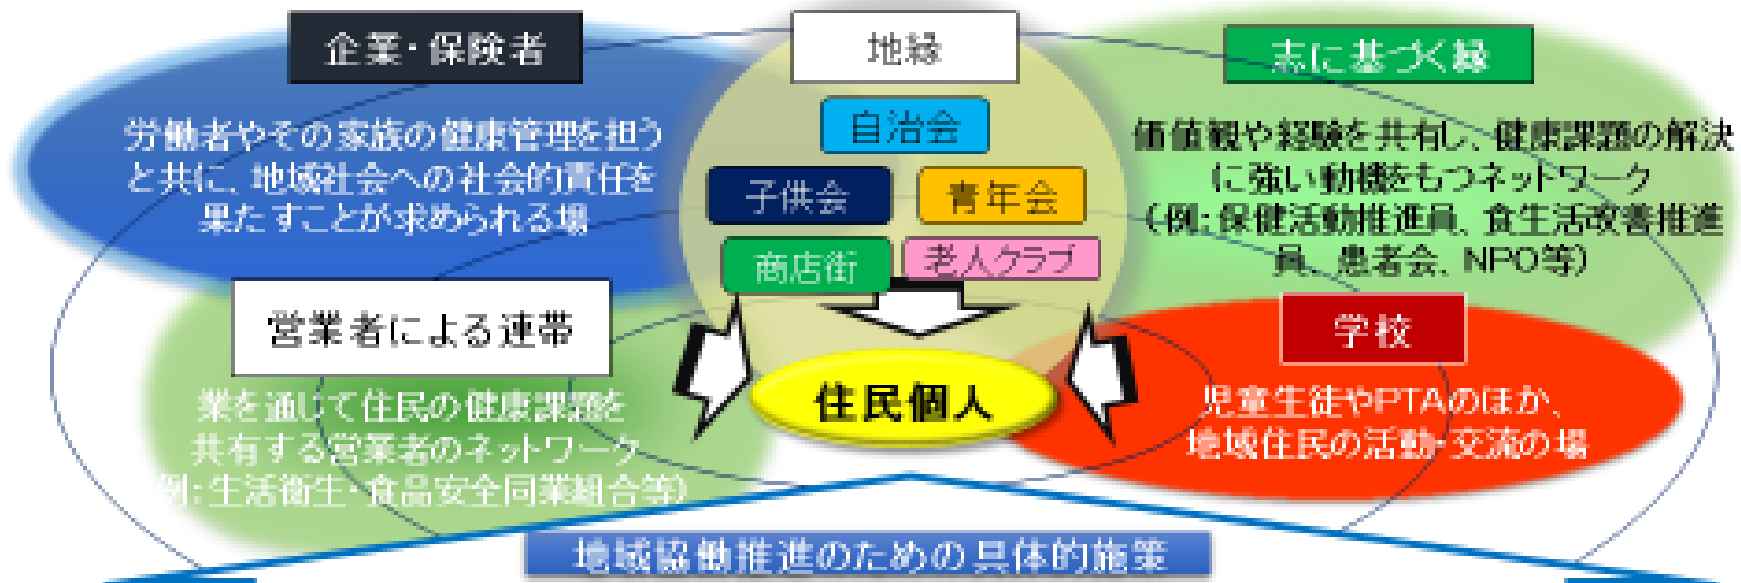 企業・保険者
労働者やその家族の健康管理を担う
と共に、地域社会への社会的責任を
果たすことが求められる場
地縁
自治会
子供会
青年会
商店街
老人クラブ
志に基づく縁
価値観や経験を共有し、健康課題の解決
に強い動機をもつネットワーク
（例：保健活動推進員、食生活改善推進
員、患者会、NPO等）
営業者による連帯
業を通じて住民の健康課題を
共有する営業者のネットワーク
例：生活衛生・食品安全同業組合等）
住民個人
学校
児童生徒やPTAのほか、
地域住民の活動・交流の場
地域協働推進のための具体的施策